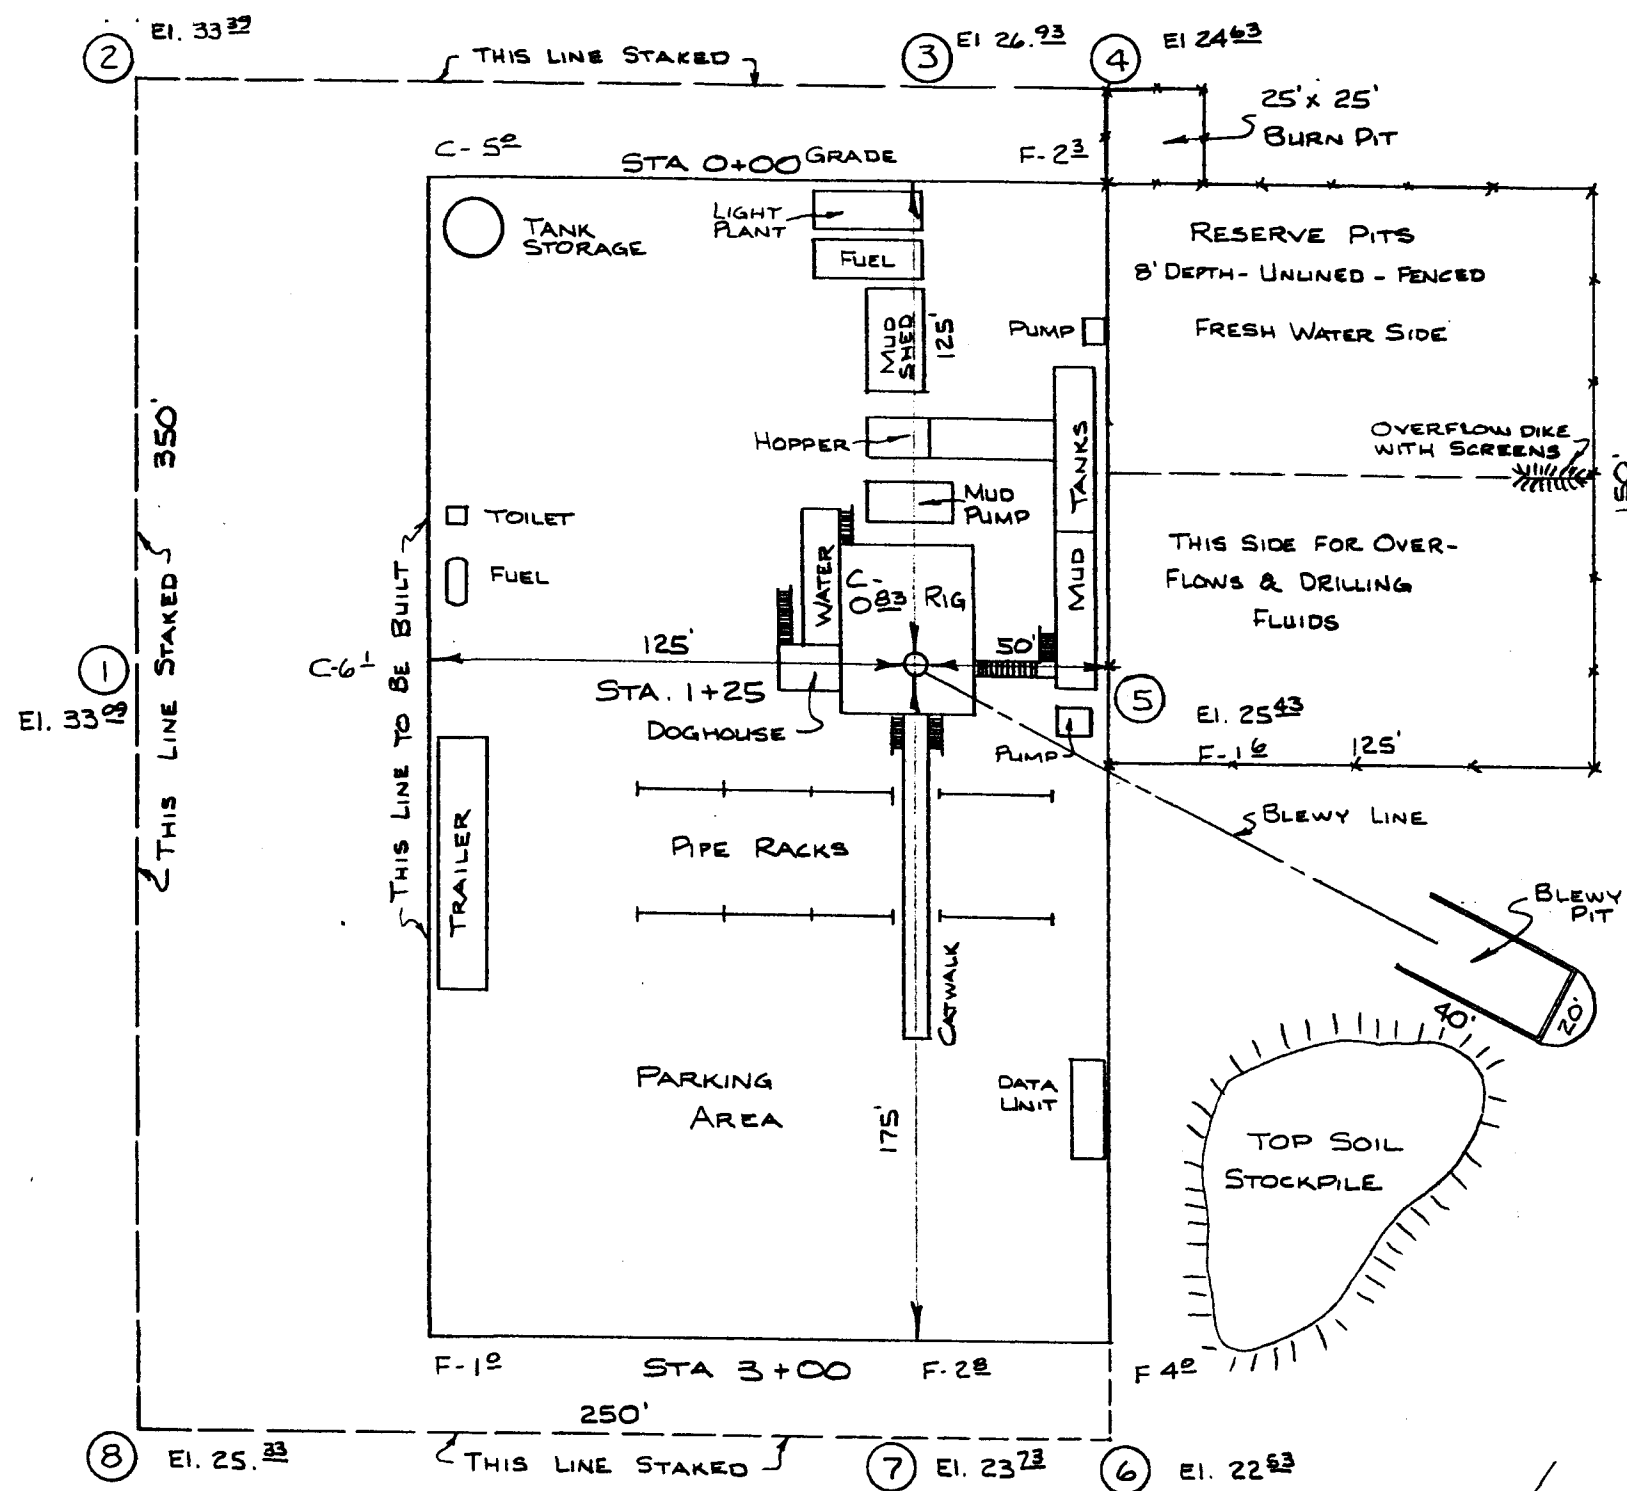 2 El. 33 39
THIS LINE STAKED
3 El 26.93
4 El 24 63
25' x 25'
BURN PIT
C-5 0
STA 0+00 GRADE
F-2 3
TANK
STORAGE
LIGHT
PLANT
FUEL
MUD
SHED
125'
PUMP
RESERVE PITS
8' DEPTH - UNLINED - FENCED
FRESH WATER SIDE
OVERFLOW DIKE
WITH SCREENS
150'
HOPPER
MUD
PUMP
MUD TANKS
THIS SIDE FOR OVER-
FLOWS & DRILLING
FLUIDS
350'
THIS LINE STAKED
THIS LINE TO BE BUILT
TOILET
FUEL
WATER
C-
0 83
RIG
1
El. 33 09
C-6 1
125'
50'
STA. 1+25
DOGHOUSE
5
El. 25 43
F-1 6
125'
PUMP
BLEWY LINE
TRAILER
PIPE RACKS
CATWALK
BLEWY
PIT
40'
20'
PARKING
AREA
175'
DATA
UNIT
TOP SOIL
STOCKPILE
F-1 0
STA 3+00
F-2 8
F 4 0
250'
8 El. 25.33
THIS LINE STAKED
7 El. 23 73
6 El. 22 53